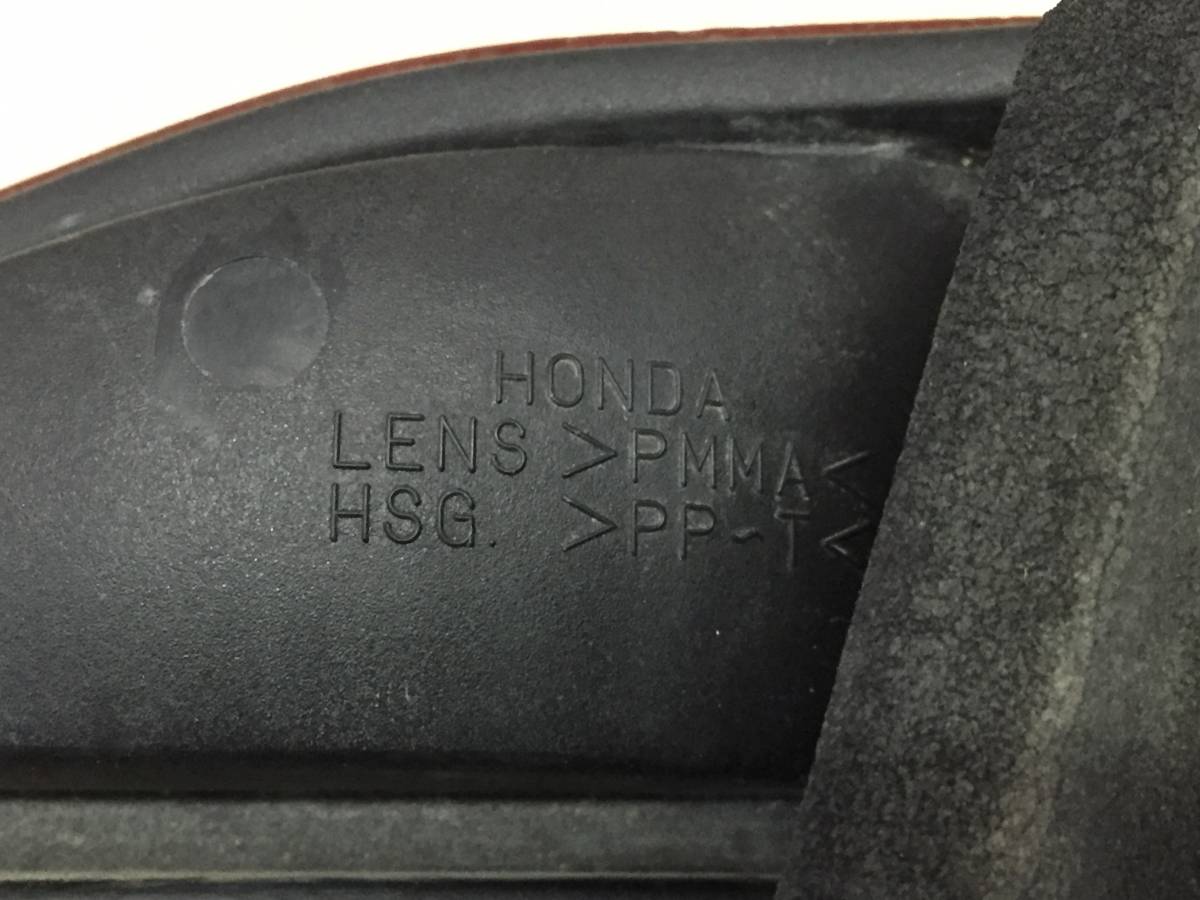 HONDA
LENS >PMMA<
HSG. >PP-T<